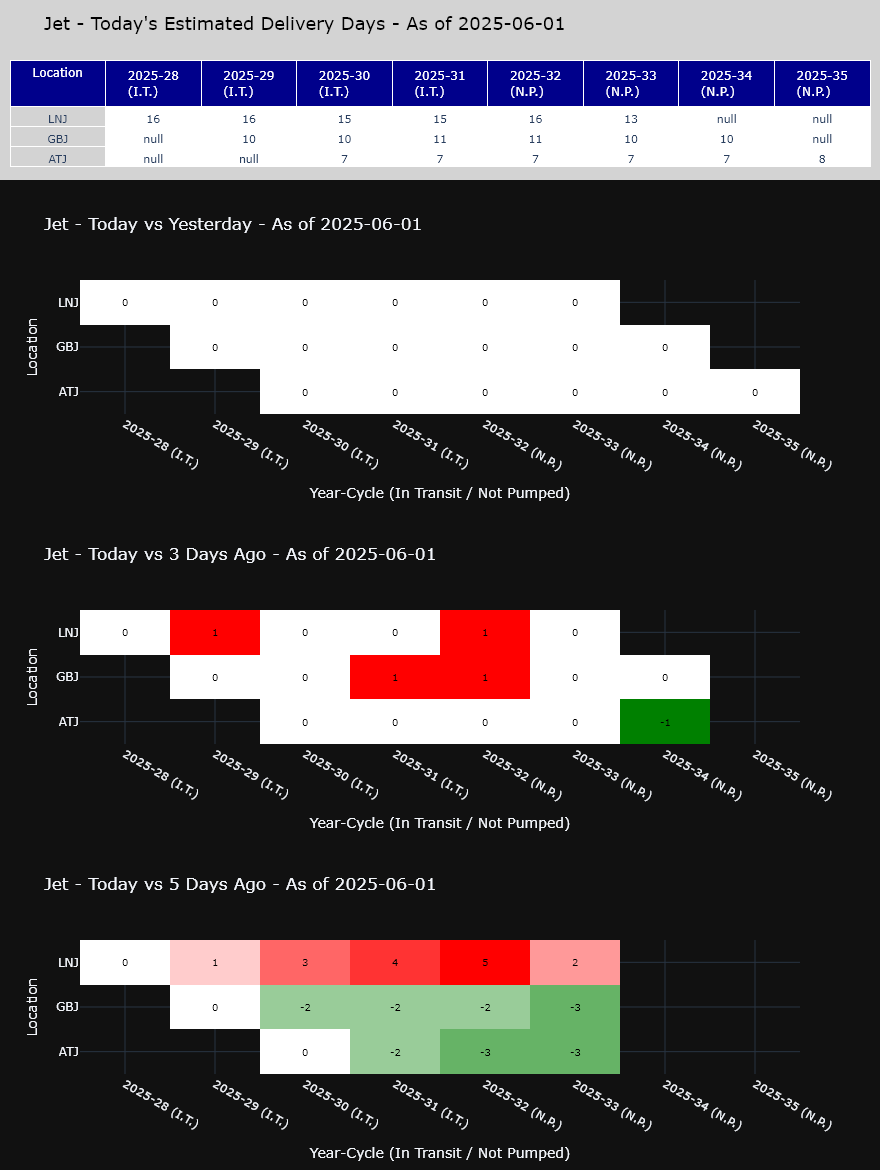 Jet - Today's Estimated Delivery Days - As of 2025-06-01
Location 2025-28 (I.T.) 2025-29 (I.T.) 2025-30 (I.T.) 2025-31 (I.T.) 2025-32 (N.P.) 2025-33 (N.P.) 2025-34 (N.P.) 2025-35 (N.P.)
LNJ 16 16 15 15 16 13 null null
GBJ null 10 10 11 11 10 10 null
ATJ null null 7 7 7 7 7 8
Jet - Today vs Yesterday - As of 2025-06-01
Location
LNJ 0 0 0 0 0 0
GBJ 0 0 0 0 0 0
ATJ 0 0 0 0 0 0
2025-28 (I.T.) 2025-29 (I.T.) 2025-30 (I.T.) 2025-31 (I.T.) 2025-32 (N.P.) 2025-33 (N.P.) 2025-34 (N.P.) 2025-35 (N.P.)
Year-Cycle (In Transit / Not Pumped)
Jet - Today vs 3 Days Ago - As of 2025-06-01
Location
LNJ 0 1 0 0 1 0
GBJ 0 0 1 1 0 0
ATJ 0 0 0 0 -1
2025-28 (I.T.) 2025-29 (I.T.) 2025-30 (I.T.) 2025-31 (I.T.) 2025-32 (N.P.) 2025-33 (N.P.) 2025-34 (N.P.) 2025-35 (N.P.)
Year-Cycle (In Transit / Not Pumped)
Jet - Today vs 5 Days Ago - As of 2025-06-01
Location
LNJ 0 1 3 4 5 2
GBJ 0 -2 -2 -2 -3
ATJ 0 -2 -3 -3
2025-28 (I.T.) 2025-29 (I.T.) 2025-30 (I.T.) 2025-31 (I.T.) 2025-32 (N.P.) 2025-33 (N.P.) 2025-34 (N.P.) 2025-35 (N.P.)
Year-Cycle (In Transit / Not Pumped)